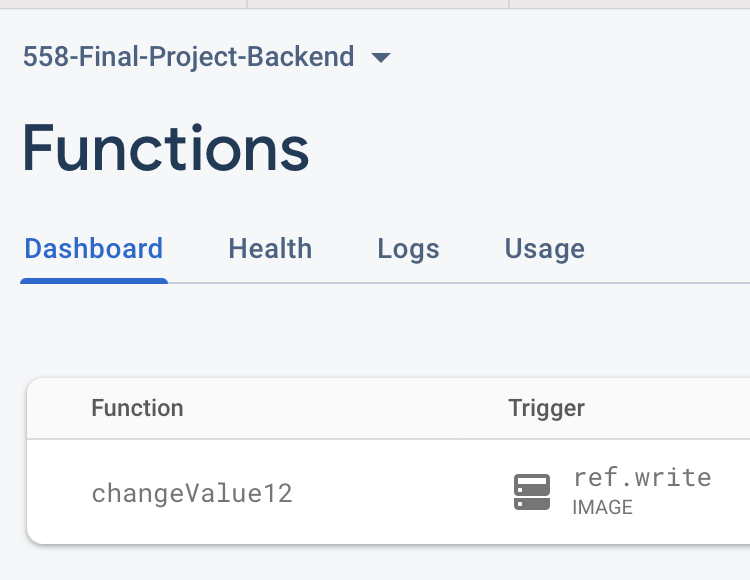 558-Final-Project-Backend
Functions
Dashboard Health Logs Usage
Function Trigger
changeValue12 ref.write
IMAGE